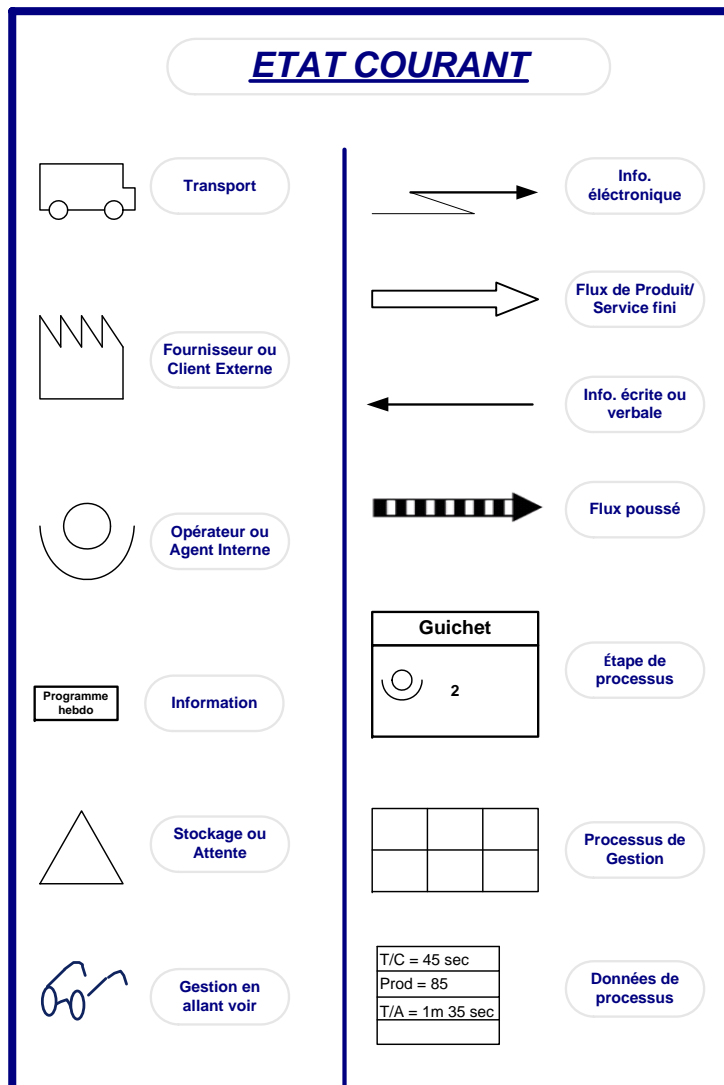 ETAT COURANT
Transport
Fournisseur ou
Client Externe
Opérateur ou
Agent Interne
Programme
hebdo
Information
Stockage ou
Attente
Gestion en
allant voir
Info.
éléctronique
Flux de Produit/
Service fini
Info. écrite ou
verbale
Flux poussé
Guichet
2
Étape de
processus
Processus de
Gestion
T/C = 45 sec
Prod = 85
T/A = 1m 35 sec
Données de
processus